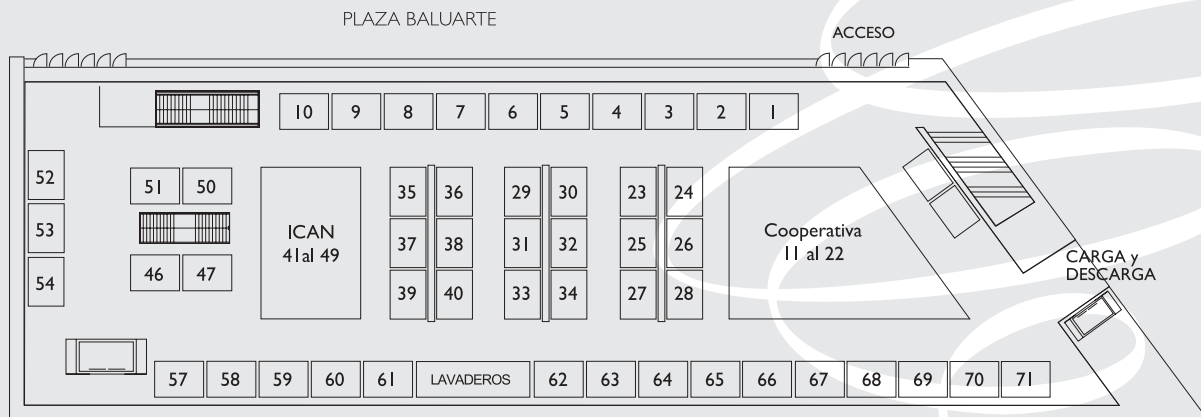 PLAZA BALUARTE
ACCESO
10 9 8 7 6 5 4 3 2 1
52
53
54
51 50
46 47
ICAN
41al 49
35 36
37 38
39 40
29 30
31 32
33 34
23 24
25 26
27 28
Cooperativa
11 al 22
CARGA y
DESCARGA
57 58 59 60 61 LAVADEROS 62 63 64 65 66 67 68 69 70 71